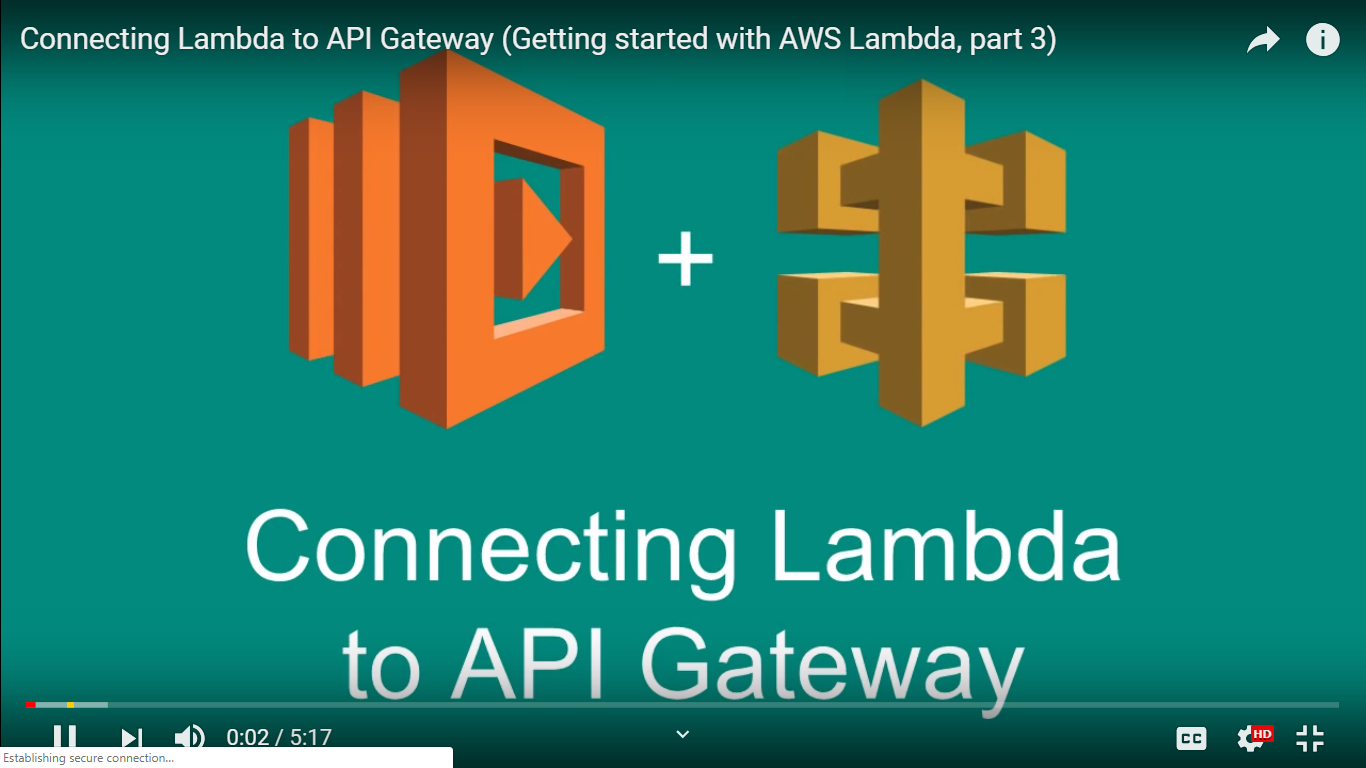 Connecting Lambda to API Gateway (Getting started with AWS Lambda, part 3)
+
Connecting Lambda
to API Gateway
0:02 / 5:17
CC
HD
Establishing secure connection...